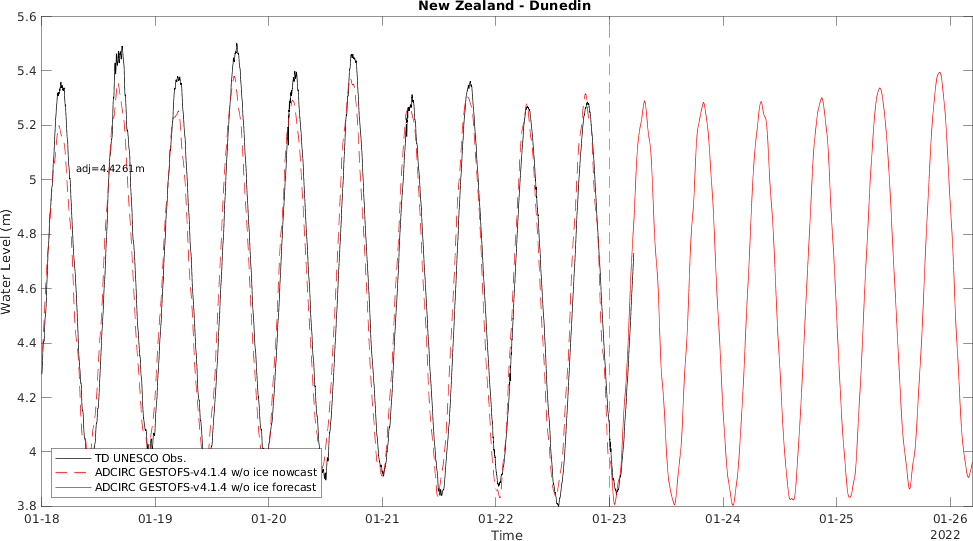 New Zealand - Dunedin
5.6
5.4
5.2
5
4.8
4.6
4.4
4.2
4
3.8
Water Level (m)
adj=4.4261m
TD UNESCO Obs.
ADCIRC GESTOFS-v4.1.4 w/o ice nowcast
ADCIRC GESTOFS-v4.1.4 w/o ice forecast
01-18 01-19 01-20 01-21 01-22 01-23 01-24 01-25 01-26
2022
Time